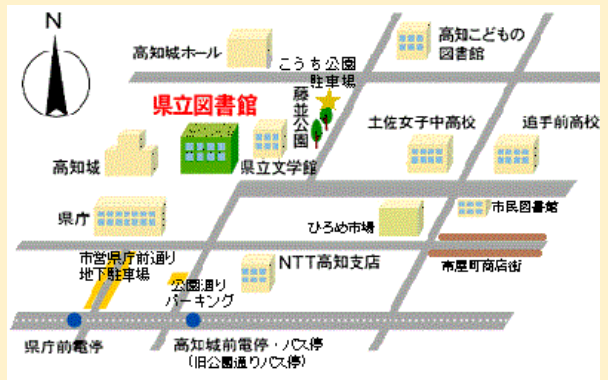 N
高知城ホール
高知こどもの
図書館
こうち公園
駐車場
県立図書館
藤並公園
土佐女子中高校
追手前高校
高知城
県立文学館
県庁
ひろめ市場
市民図書館
市営県庁前通り
地下駐車場
公園通り
パーキング
NTT高知支店
帯屋町商店街
県庁前電停
高知城前電停・バス停
(旧公園通りバス停)